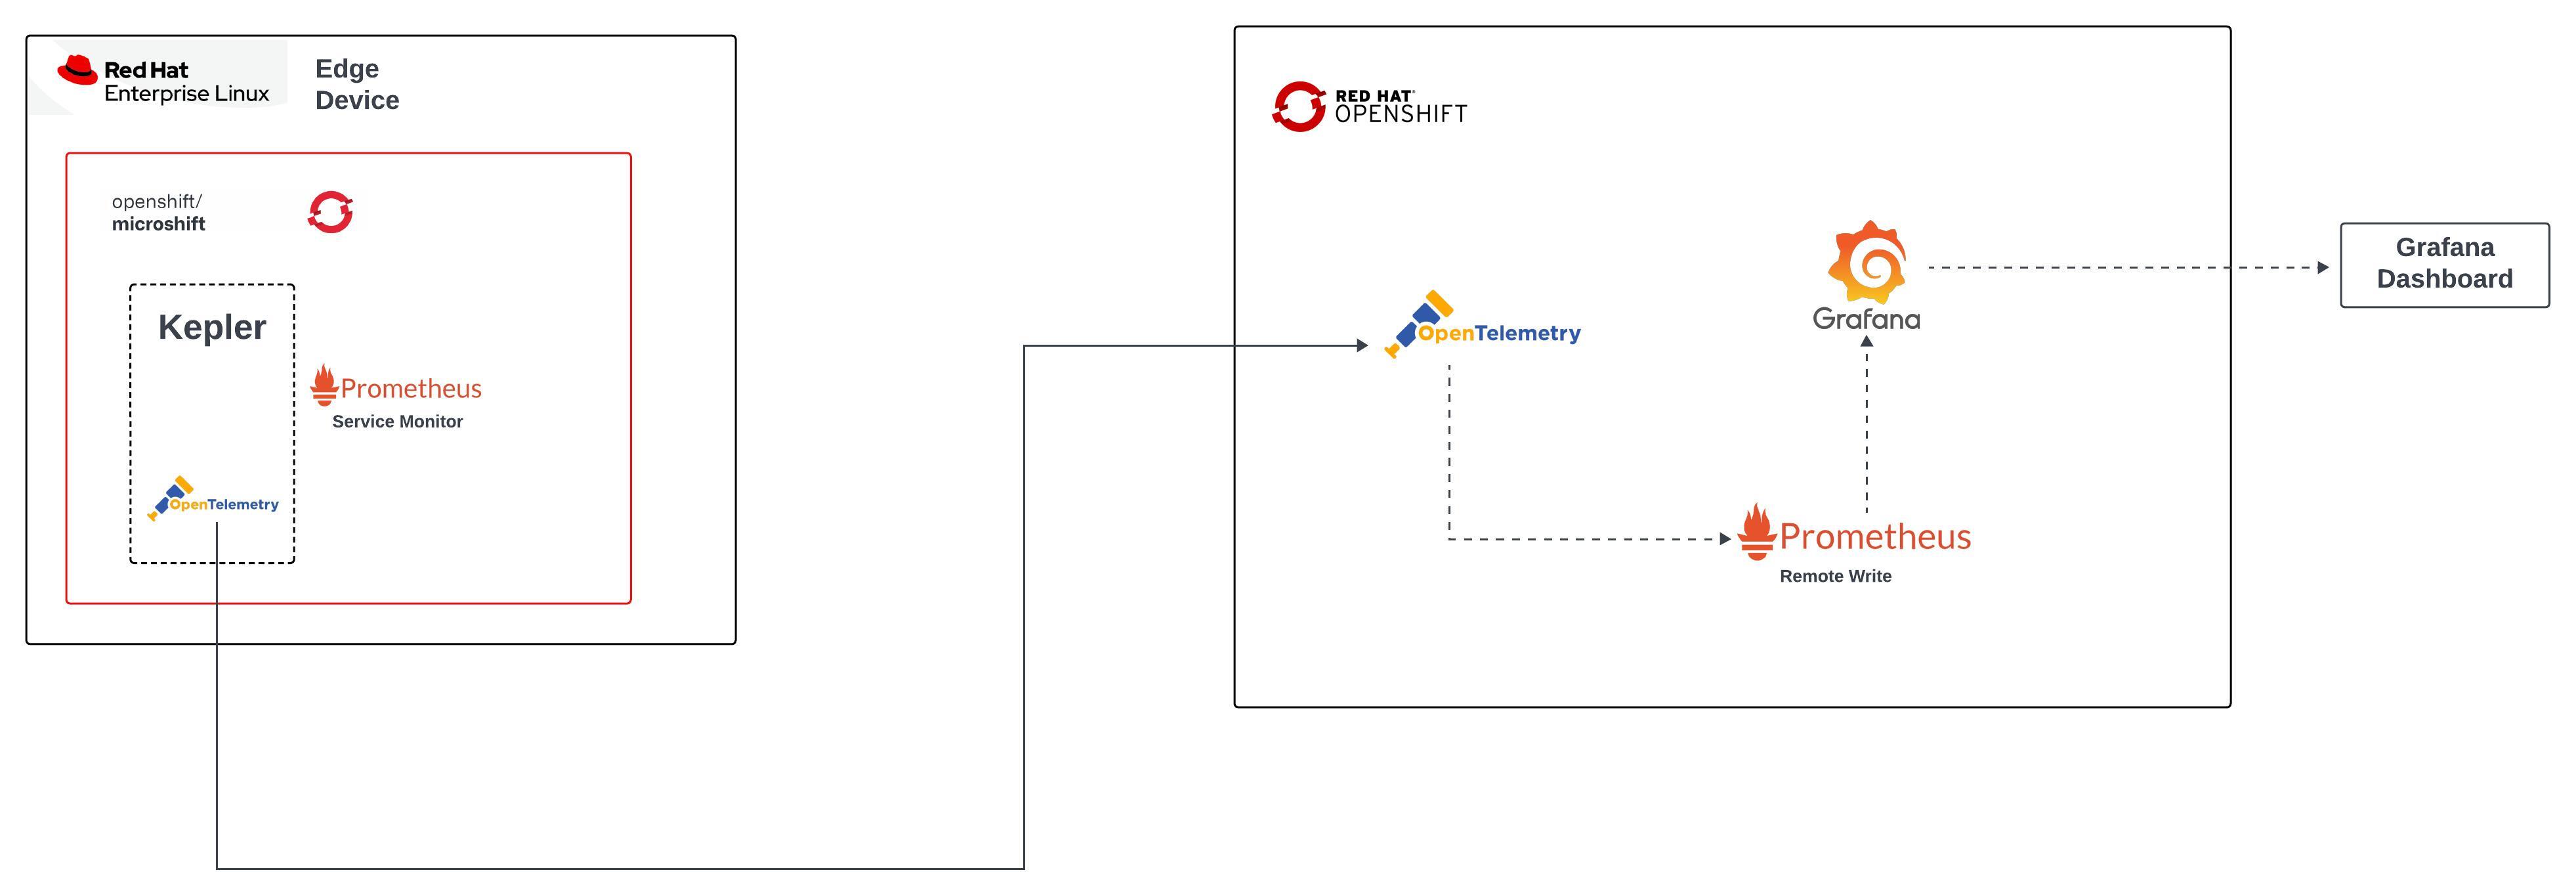 Red Hat
Enterprise Linux
Edge
Device
openshift/
microshift
Kepler
Prometheus
Service Monitor
OpenTelemetry
RED HAT
OPENSHIFT
OpenTelemetry
Grafana
Prometheus
Remote Write
Grafana
Dashboard